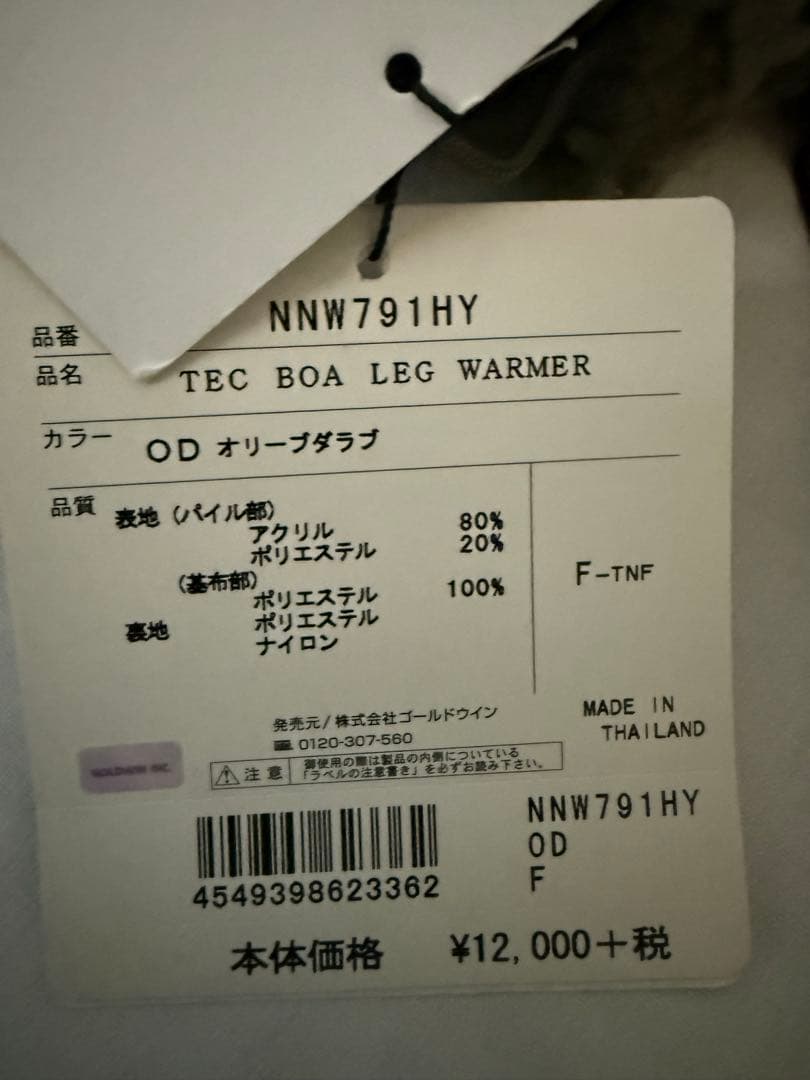 品番 NNW791HY
品名 TEC BOA LEG WARMER
カラー OD オリーブダラブ
品質 表地 (パイル部)
アクリル 80%
ポリエステル 20%
(基布部)
ポリエステル 100%
裏地 ポリエステル
ナイロン
F-TNF
発売元/株式会社ゴールドウイン
0120-307-560
MADE IN
THAILAND
GOLDWIN INC.
注意 御使用の際は製品の内側についている
「ラベルの注意書き」を必ずお読み下さい。
4549398623362
NNW791HY
OD
F
本体価格 ¥12,000+税